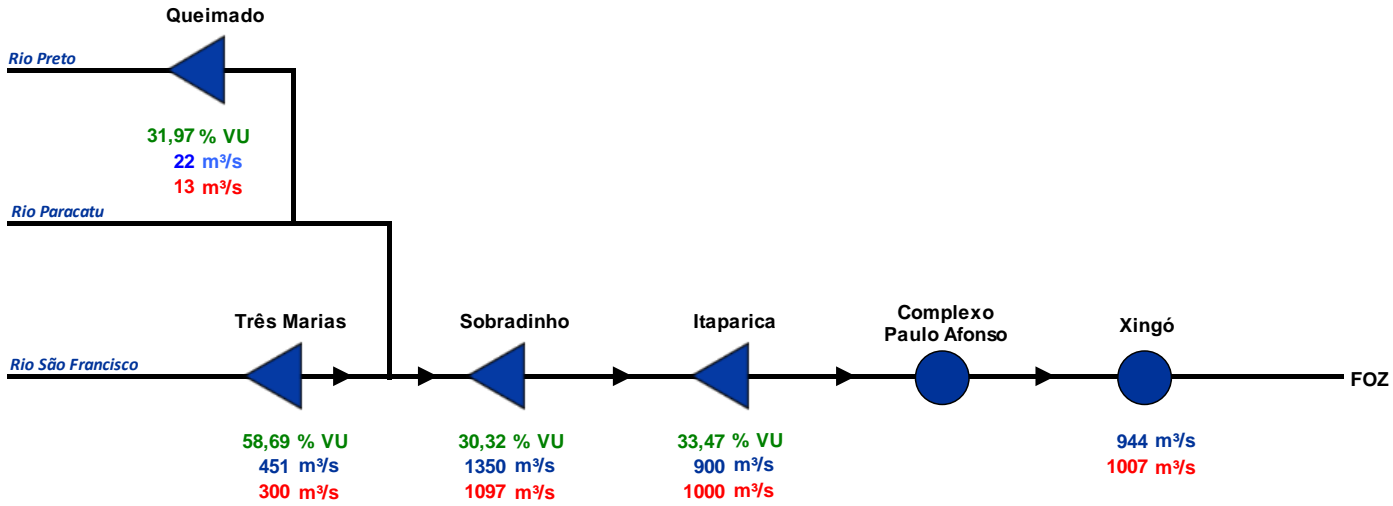 Queimado
Rio Preto
31,97 % VU
22 m³/s
13 m³/s
Rio Paracatu
Três Marias
Sobradinho
Itaparica
Complexo
Paulo Afonso
Xingó
Rio São Francisco
FOZ
58,69 % VU
451 m³/s
300 m³/s
30,32 % VU
1350 m³/s
1097 m³/s
33,47 % VU
900 m³/s
1000 m³/s
944 m³/s
1007 m³/s